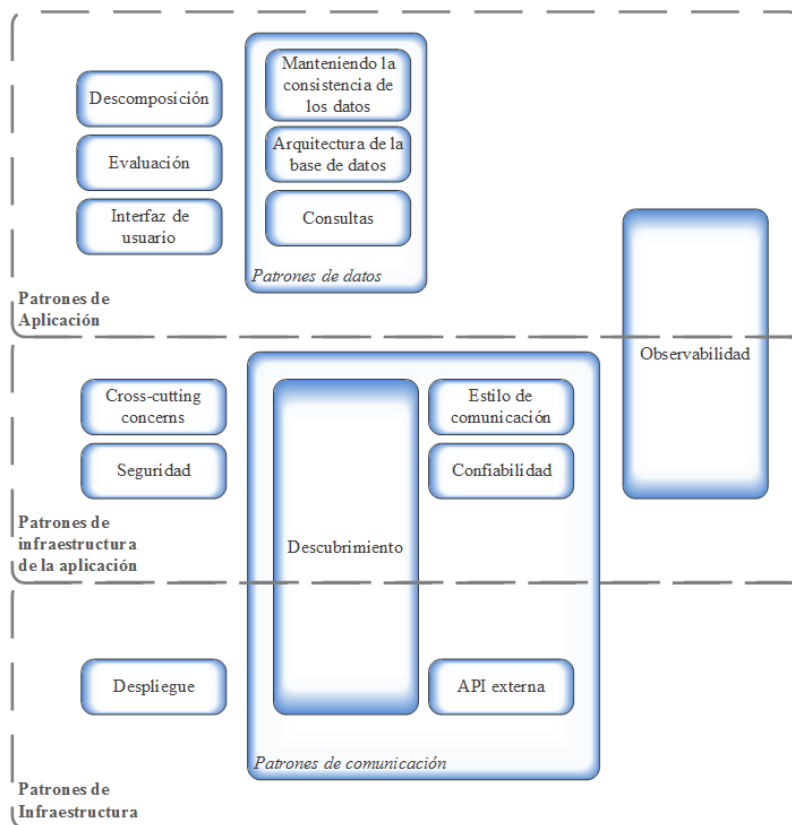 Descomposición
Evaluación
Interfaz de
usuario
Manteniendo la
consistencia de
los datos
Arquitectura de la
base de datos
Consultas
Patrones de datos
Patrones de
Aplicación
Observabilidad
Cross-cutting
concerns
Seguridad
Descubrimiento
Estilo de
comunicación
Confiabilidad
Patrones de
infraestructura
de la aplicación
Despliegue
API externa
Patrones de comunicación
Patrones de
Infraestructura